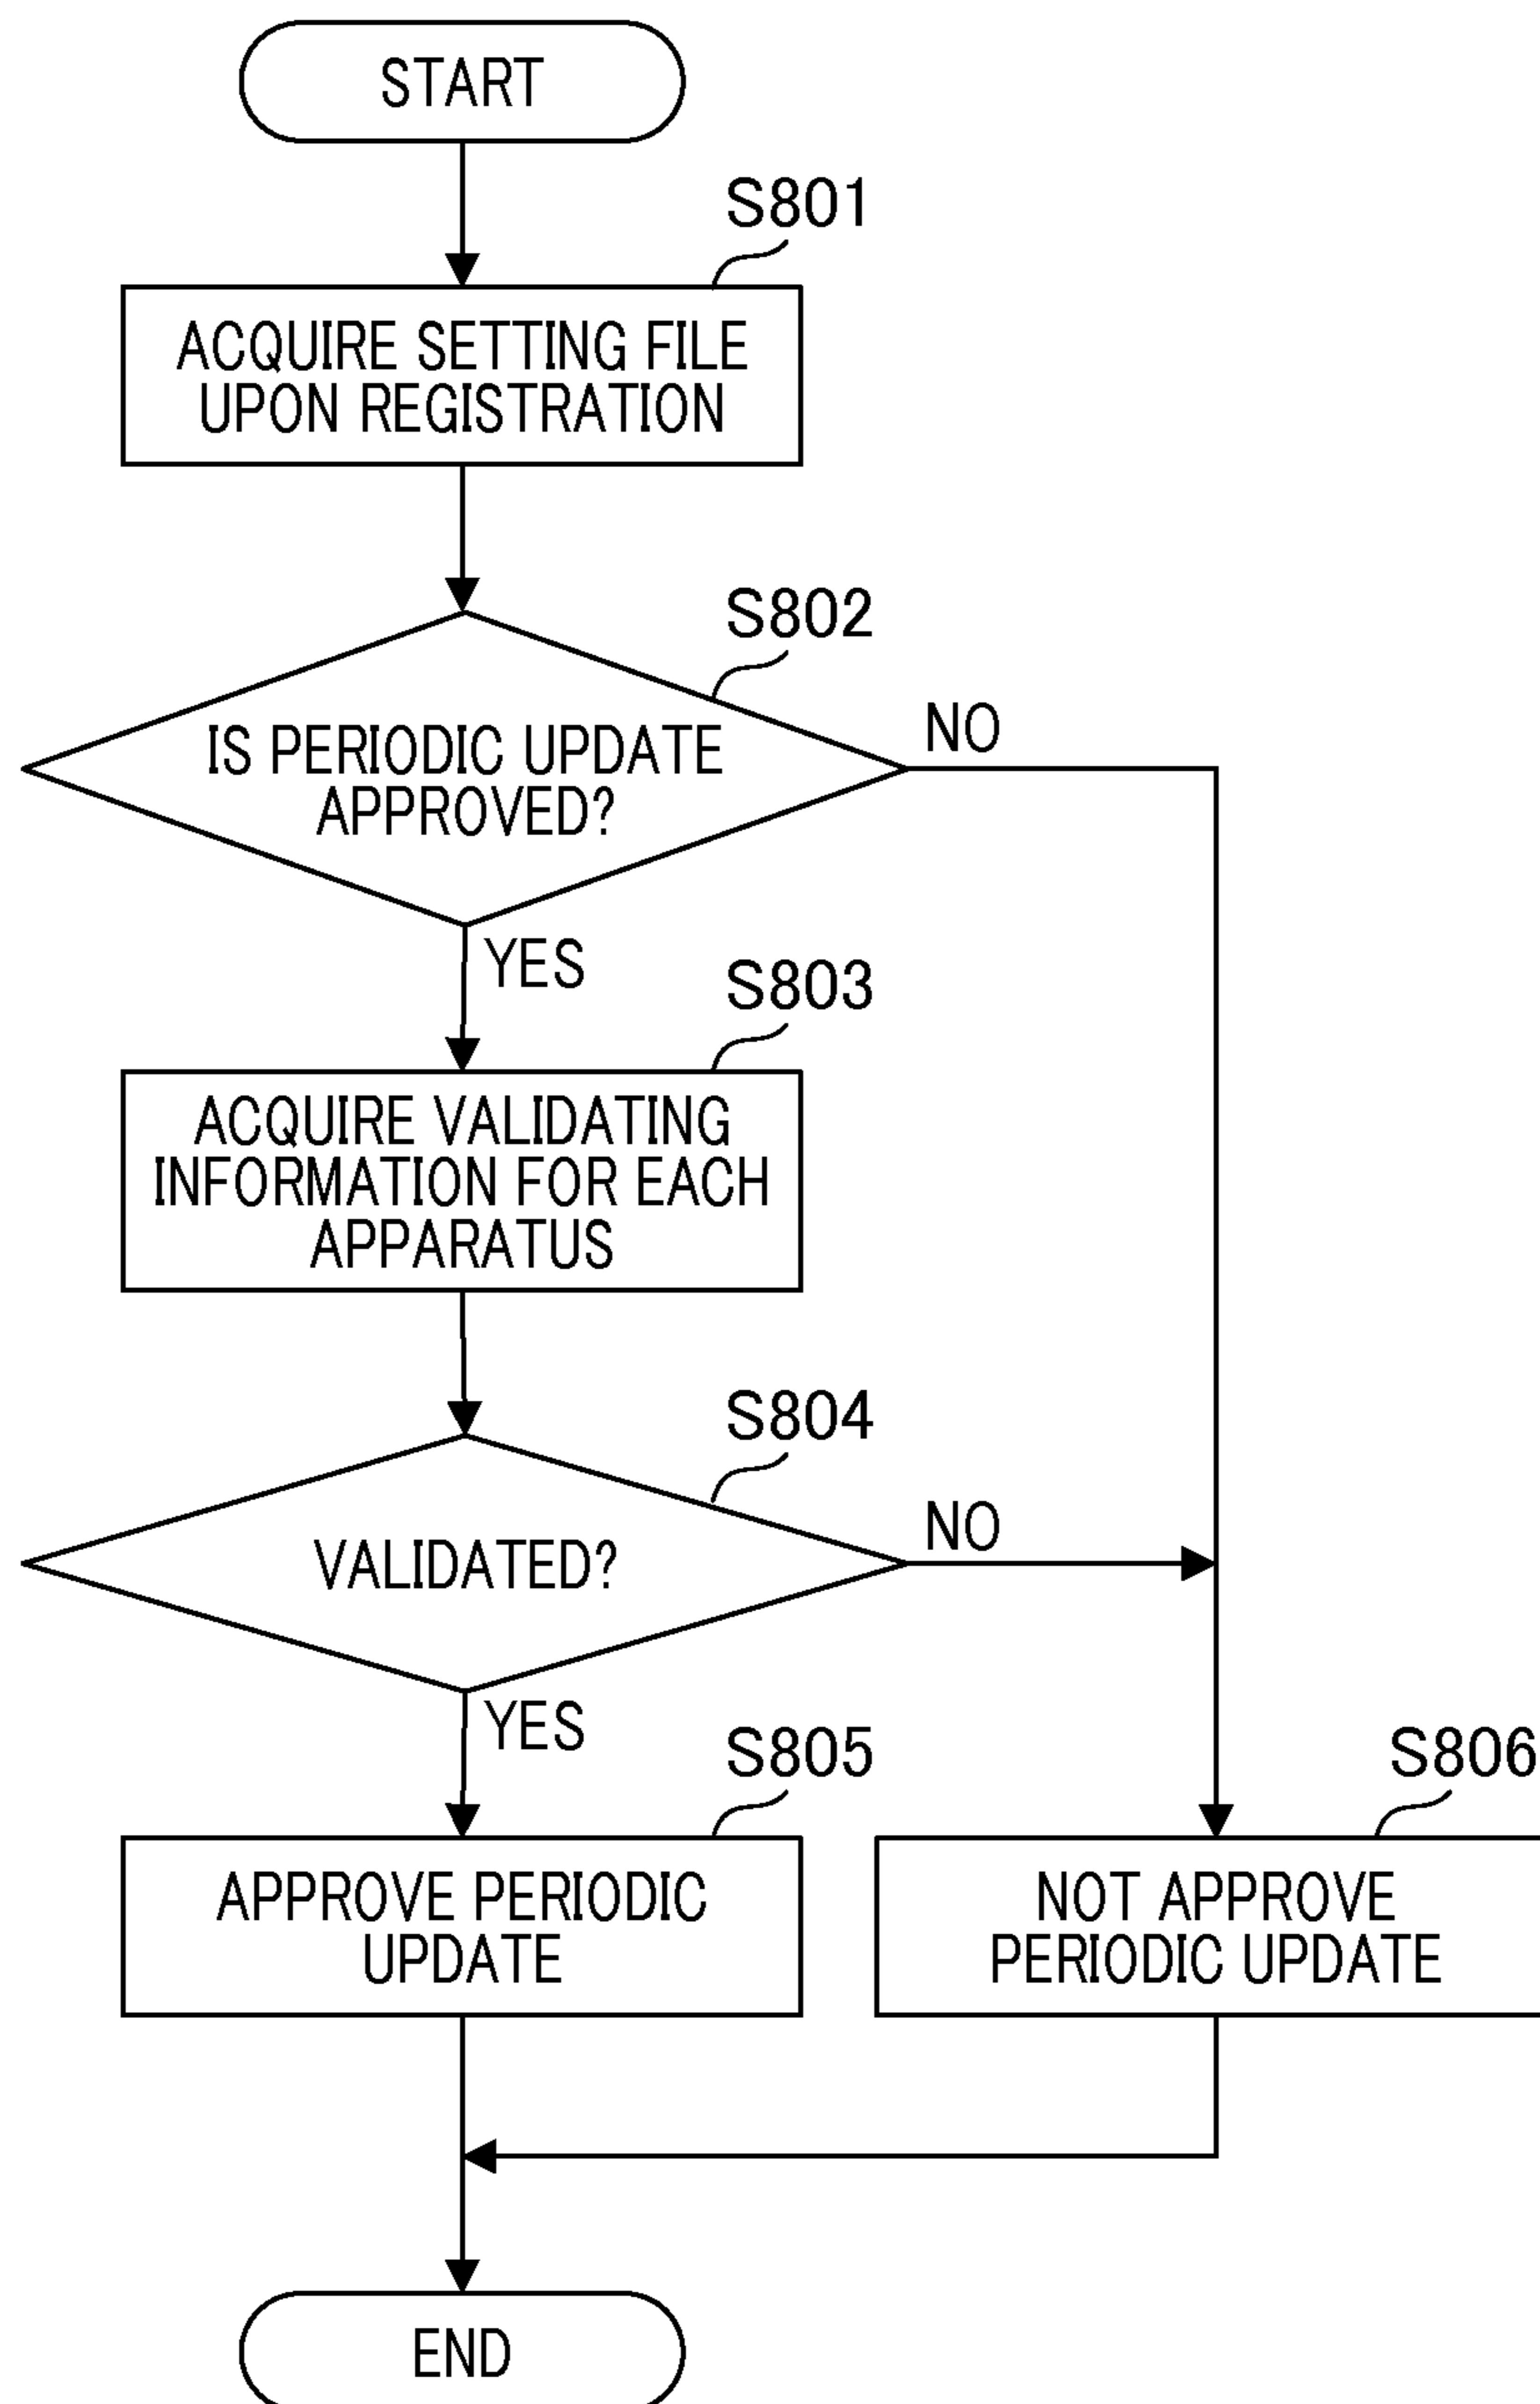 START
S801
ACQUIRE SETTING FILE
UPON REGISTRATION
S802
IS PERIODIC UPDATE
APPROVED?
NO
YES
S803
ACQUIRE VALIDATING
INFORMATION FOR EACH
APPARATUS
S804
VALIDATED?
NO
YES
S805
APPROVE PERIODIC
UPDATE
S806
NOT APPROVE
PERIODIC UPDATE
END